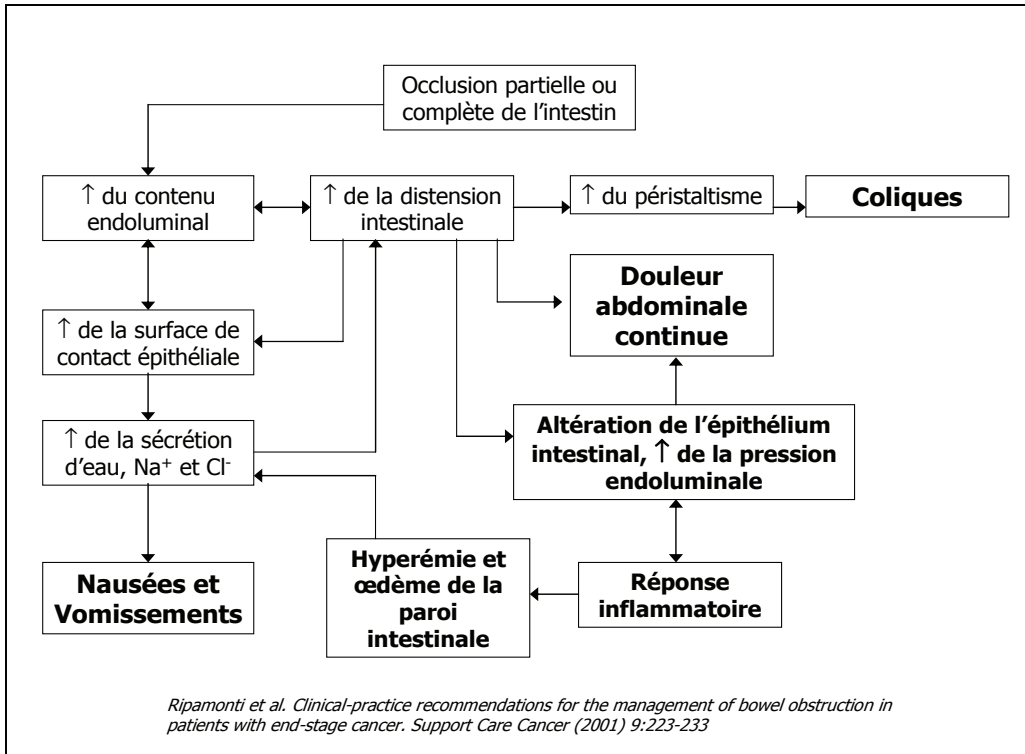 Occlusion partielle ou
complète de l’intestin
↑ du contenu
endoluminal
↑ de la distension
intestinale
↑ du péristaltisme
Coliques
Douleur
abdominale
continue
↑ de la surface de
contact épithéliale
↑ de la sécrétion
d’eau, Na⁺ et Cl⁻
Altération de l’épithélium
intestinal, ↑ de la pression
endoluminale
Nausées et
Vomissements
Hyperémie et
œdème de la
paroi
intestinale
Réponse
inflammatoire
Ripamonti et al. Clinical-practice recommendations for the management of bowel obstruction in
patients with end-stage cancer. Support Care Cancer (2001) 9:223-233